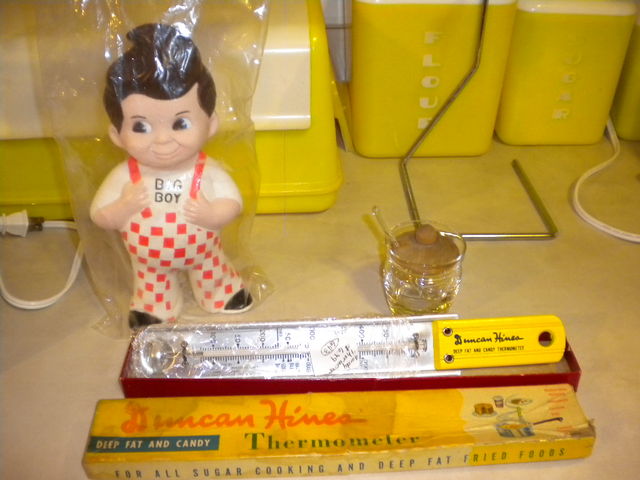 FLOUR
SUGAR
BIG
BOY
Duncan Hines
DEEP FAT AND CANDY THERMOMETER
Duncan Hines
DEEP FAT AND CANDY
Thermometer
FOR ALL SUGAR COOKING AND DEEP FAT FRIED FOODS